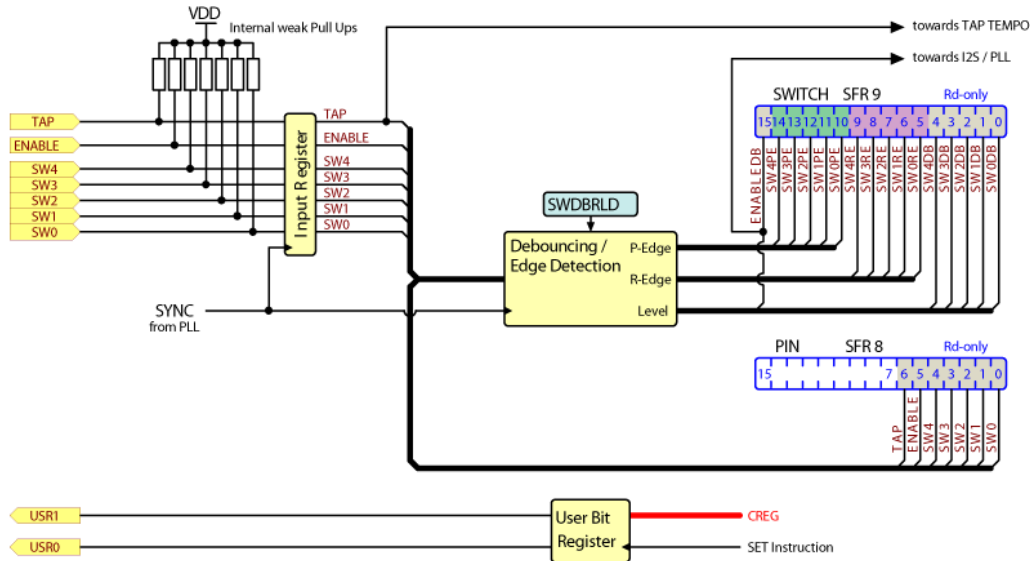 VDD
Internal weak Pull Ups
towards TAP TEMPO
towards I2S / PLL
SWITCH SFR 9 Rd-only
15 14 13 12 11 10 9 8 7 6 5 4 3 2 1 0
TAP
ENABLE
SW4
SW3
SW2
SW1
SW0
Input Register
TAP
ENABLE
SW4
SW3
SW2
SW1
SW0
ENABLEDB
SW4PE
SW3PE
SW2PE
SW1PE
SW0PE
SW4RE
SW3RE
SW2RE
SW1RE
SW0RE
SW4DB
SW3DB
SW2DB
SW1DB
SW0DB
SWDBRLD
Debouncing /
Edge Detection
P-Edge
R-Edge
Level
SYNC
from PLL
PIN SFR 8 Rd-only
15 7 6 5 4 3 2 1 0
TAP
ENABLE
SW4
SW3
SW2
SW1
SW0
USR1
USR0
User Bit
Register
CREG
SET Instruction